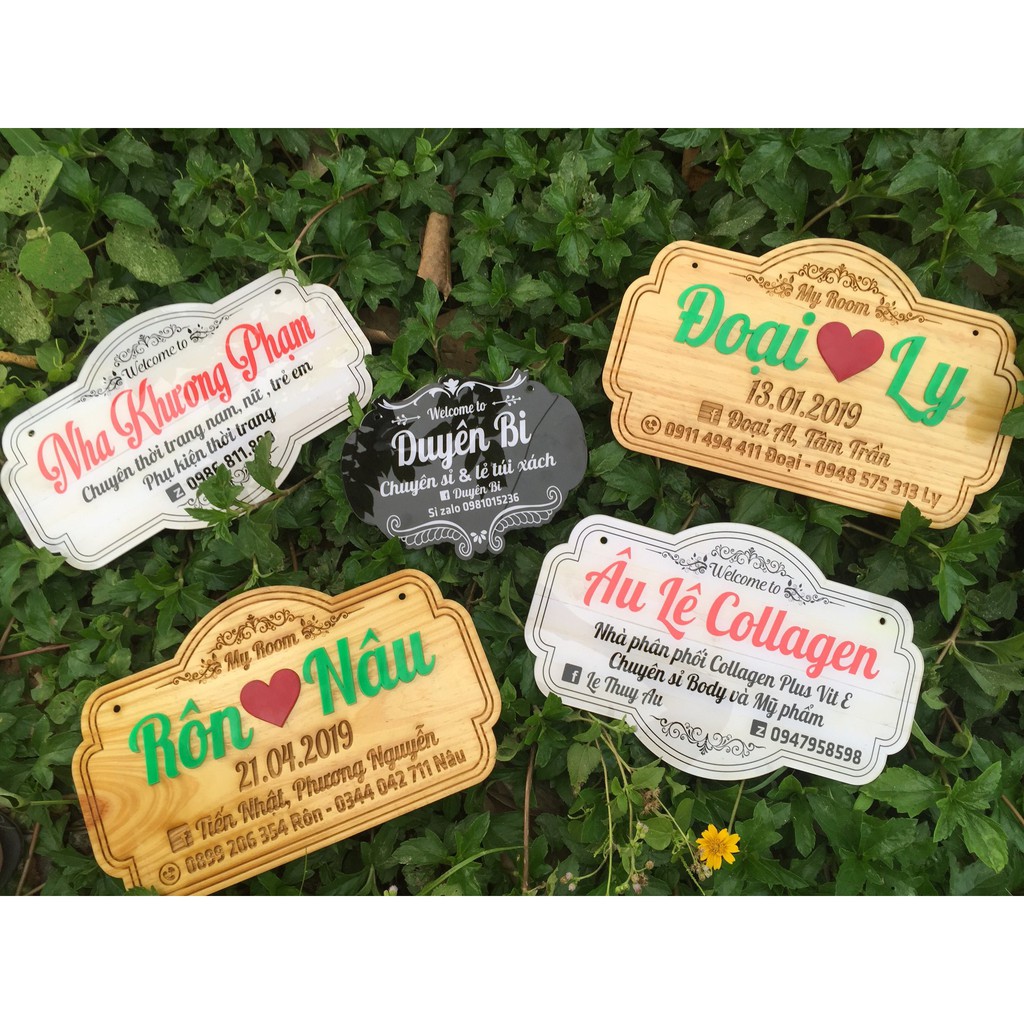 Welcome to
Nha Khương Phạm
Chuyên thời trang nam, nữ , trẻ em
Phụ kiện thời trang
Welcome to
Duyên Bi
Chuyên sỉ & lẻ túi xách
Duyên Bi
Sỉ zalo 0981015236
My Room
Đoại Ly
13.01.2019
Đoại Al, Tâm Trần
0911 494 411 Đoại - 0948 575 313 Ly
My Room
Rôn Nâu
21.04.2019
Tiến Nhật, Phương Nguyễn
0899 206 354 Rôn - 0344 042 711 Nâu
Welcome to
Âu Lê Collagen
Nhà phân phối Collagen Plus Vit E
Chuyên sỉ Body và Mỹ phẩm
Le Thuy Au
0947958598